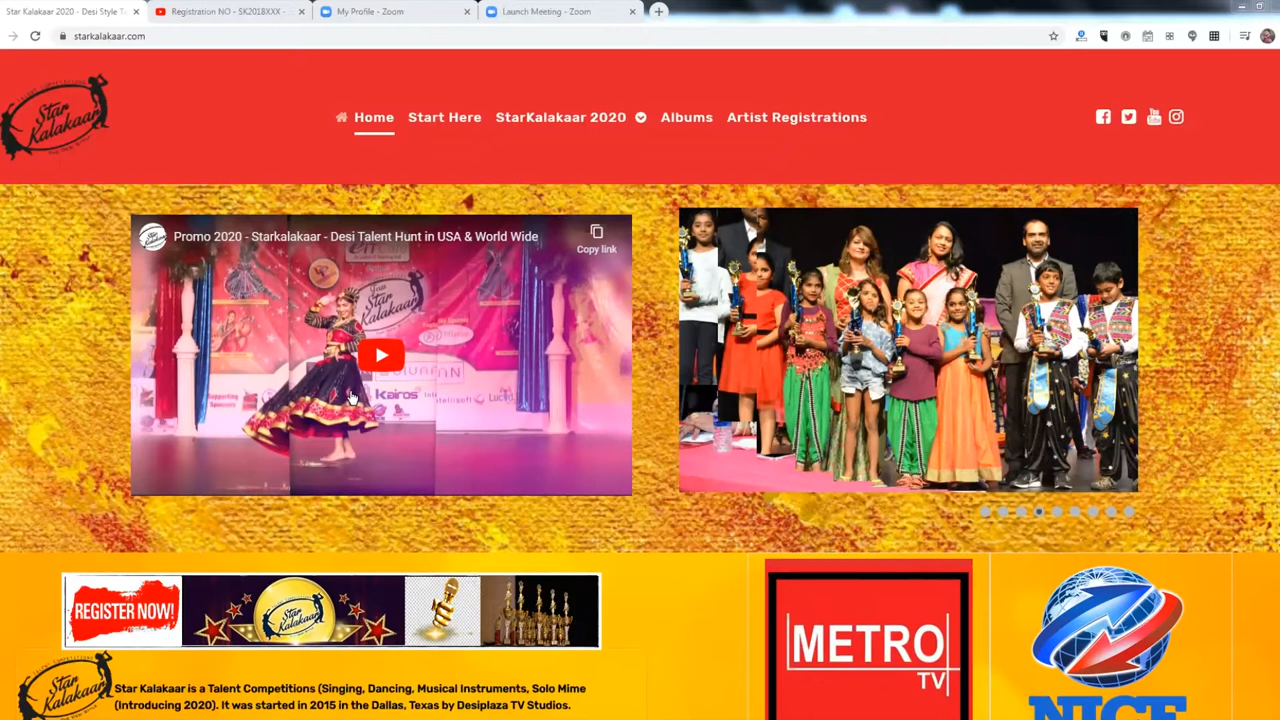 Star Kalakaar 2020 - Desi Style T
Registration NO - SK2018XXX -
My Profile - Zoom
Launch Meeting - Zoom
starkalakaar.com
Star
Kalakaar
Home
Start Here
StarKalakaar 2020
Albums
Artist Registrations
You
Tube
Promo 2020 - Starkalakaar - Desi Talent Hunt in USA & World Wide
Copy link
Star
Kalakaar
Kairos
REGISTER NOW!
Star
Kalakaar
METRO
TV
NICE
Star
Kalakaar
Star Kalakaar is a Talent Competitions (Singing, Dancing, Musical Instruments, Solo Mime
(Introducing 2020). It was started in 2015 in the Dallas, Texas by Desiplaza TV Studios.